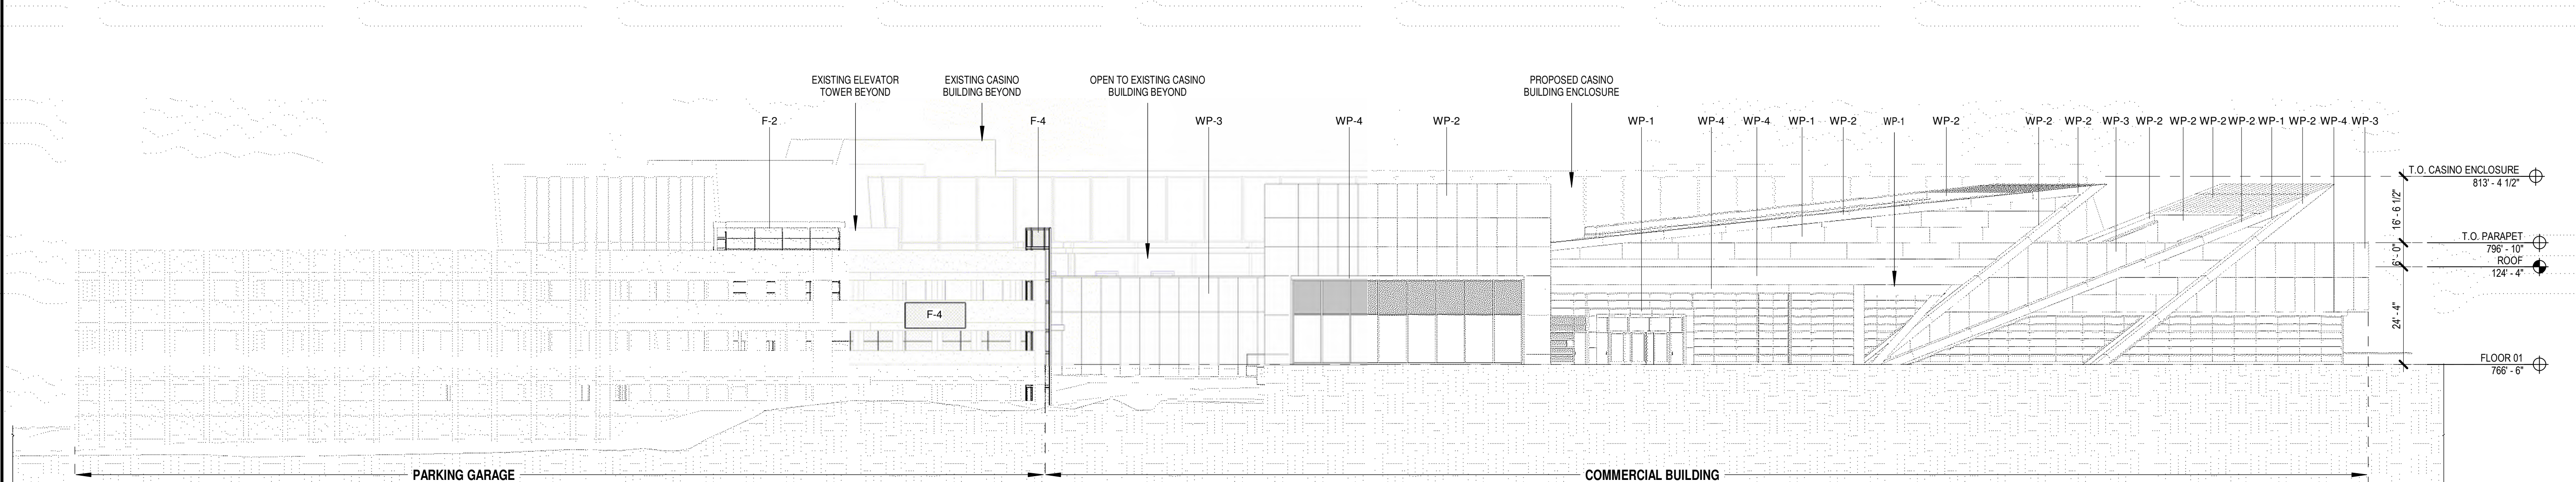 EXISTING ELEVATOR
TOWER BEYOND
EXISTING CASINO
BUILDING BEYOND
OPEN TO EXISTING CASINO
BUILDING BEYOND
PROPOSED CASINO
BUILDING ENCLOSURE
F-2
F-4
WP-3
WP-4
WP-2
WP-1
WP-4
WP-4
WP-1
WP-2
WP-1
WP-2
WP-2
WP-2
WP-3
WP-2
WP-2
WP-2
WP-2
WP-1
WP-2
WP-4
WP-3
T.O. CASINO ENCLOSURE
813' - 4 1/2"
16' - 6 1/2"
T.O. PARAPET
796' - 10"
6' - 0"
ROOF
124' - 4"
24' - 4"
F-4
FLOOR 01
766' - 6"
PARKING GARAGE
COMMERCIAL BUILDING